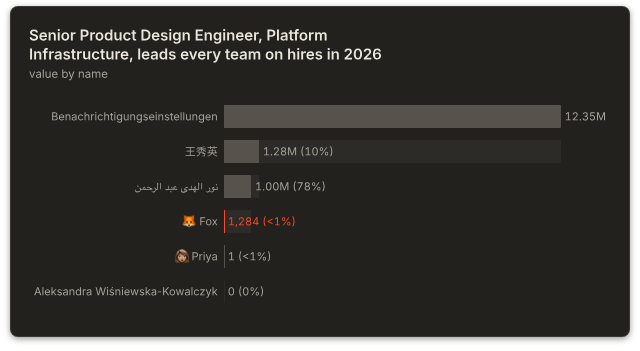 Senior Product Design Engineer, Platform
Infrastructure, leads every team on hires in 2026
value by name
Benachrichtigungseinstellungen 12.35M
王秀英 1.28M (10%)
نور الهدى عبد الرحمن 1.00M (78%)
🦊 Fox 1,284 (<1%)
👩🏽 Priya 1 (<1%)
Aleksandra Wiśniewska-Kowalczyk 0 (0%)